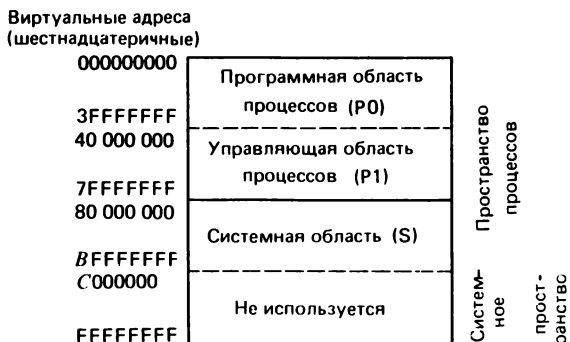 Виртуальные адреса
(шестнадцатеричные)
000000000
Программная область
процессов (P0)
3FFFFFFF
40 000 000
Управляющая область
процессов (P1)
7FFFFFFF
80 000 000
Системная область (S)
BFFFFFFF
C000000
Не используется
FFFFFFFF
Пространство
процессов
Систем-
ное
прост-
ранство